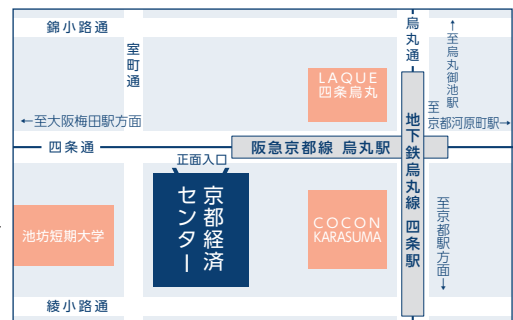 錦小路通
烏丸通
室町通
←至烏丸御池駅
LAQUE
四条烏丸
←至大阪梅田駅方面
至
京都河原町駅→
地下鉄烏丸線 四条駅
四条通
阪急京都線 烏丸駅
正面入口
京都経済
センター
池坊短期大学
COCON
KARASUMA
至京都駅方面→
綾小路通